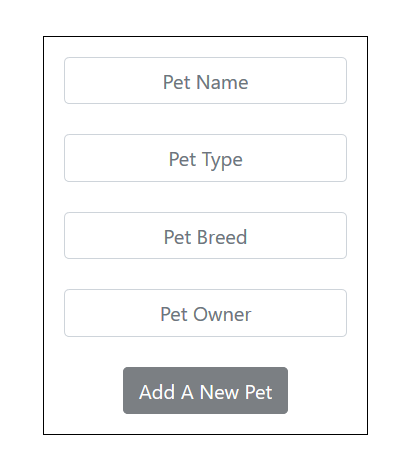 Pet Name
Pet Type
Pet Breed
Pet Owner
Add A New Pet